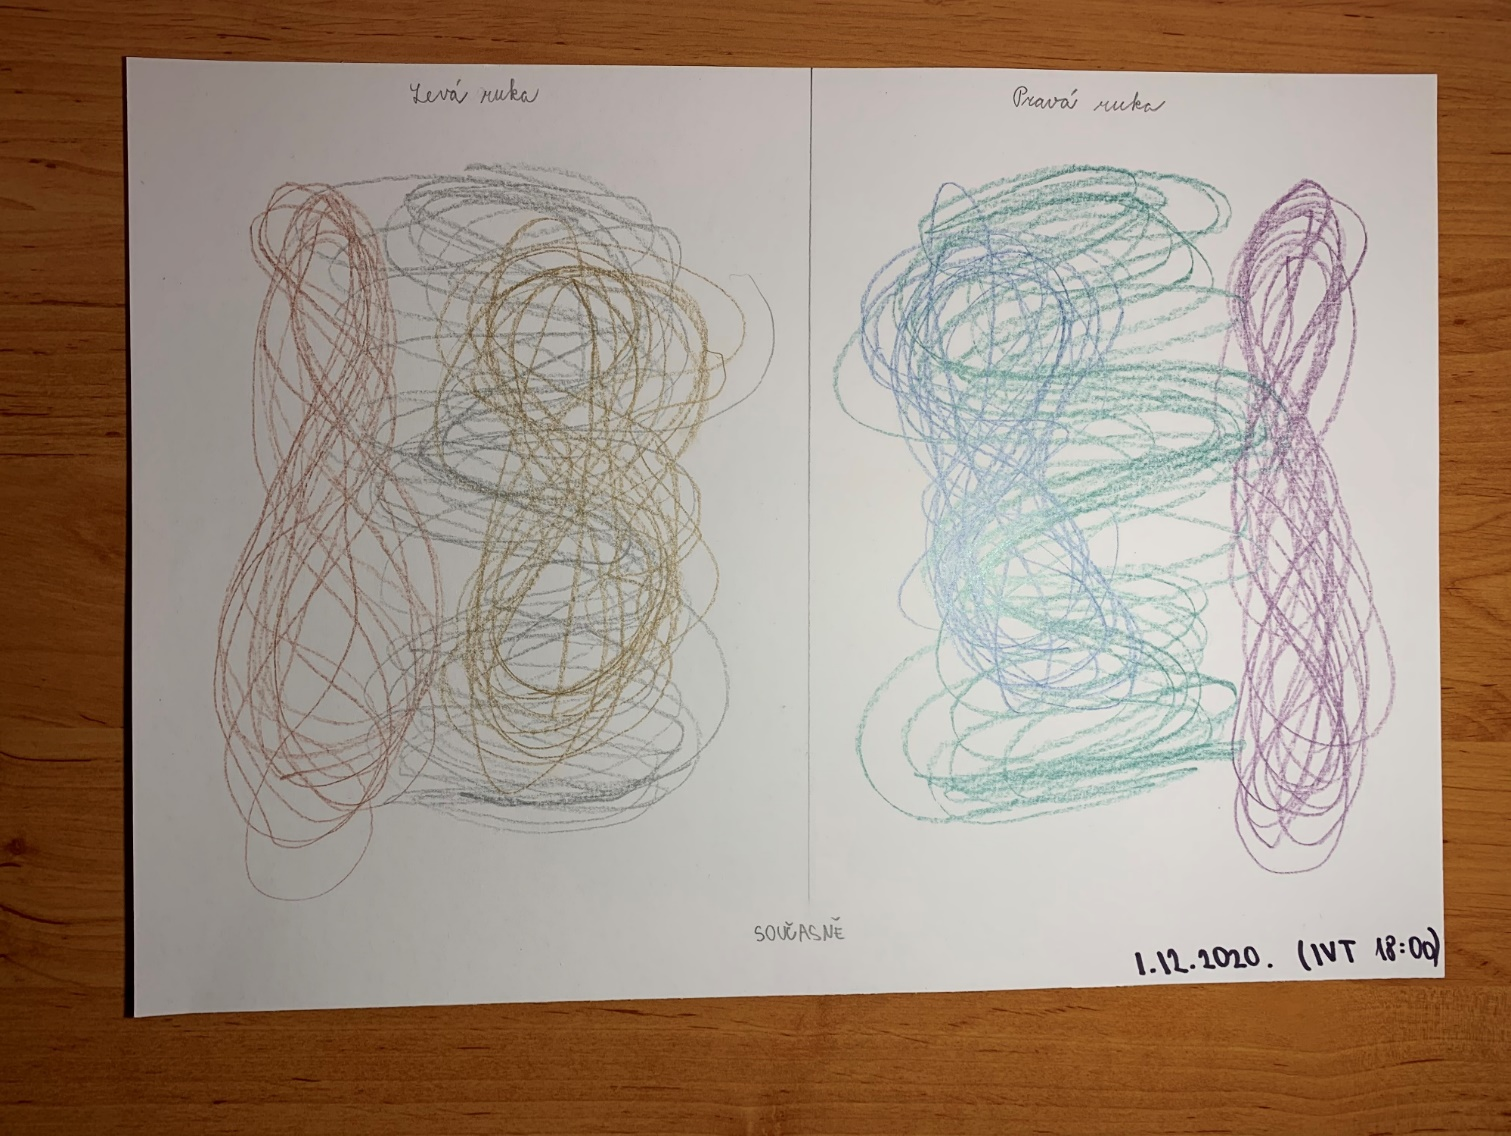 Levá ruka
Pravá ruka
SOUČASNĚ
1.12.2020. (IVT 18:00)